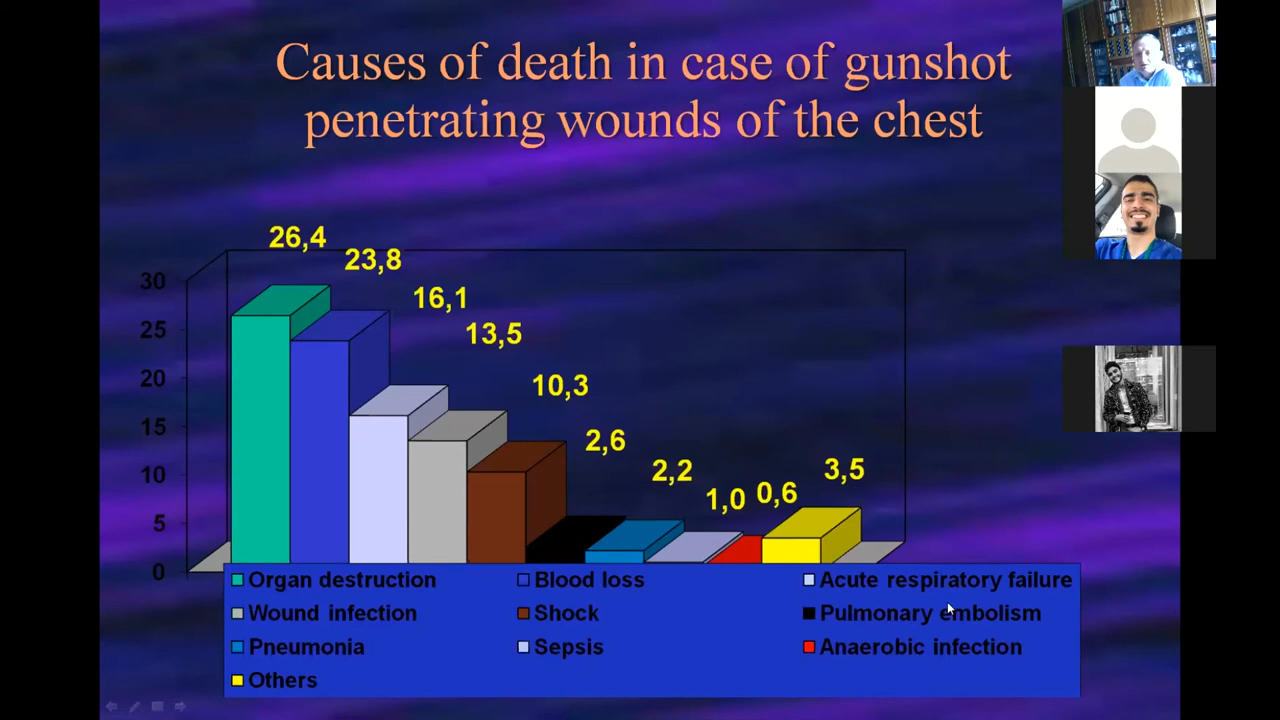 Causes of death in case of gunshot
penetrating wounds of the chest
26,4
23,8
16,1
13,5
10,3
2,6
2,2
1,0
0,6
3,5
30
25
20
15
10
5
0
Organ destruction
Blood loss
Acute respiratory failure
Wound infection
Shock
Pulmonary embolism
Pneumonia
Sepsis
Anaerobic infection
Others